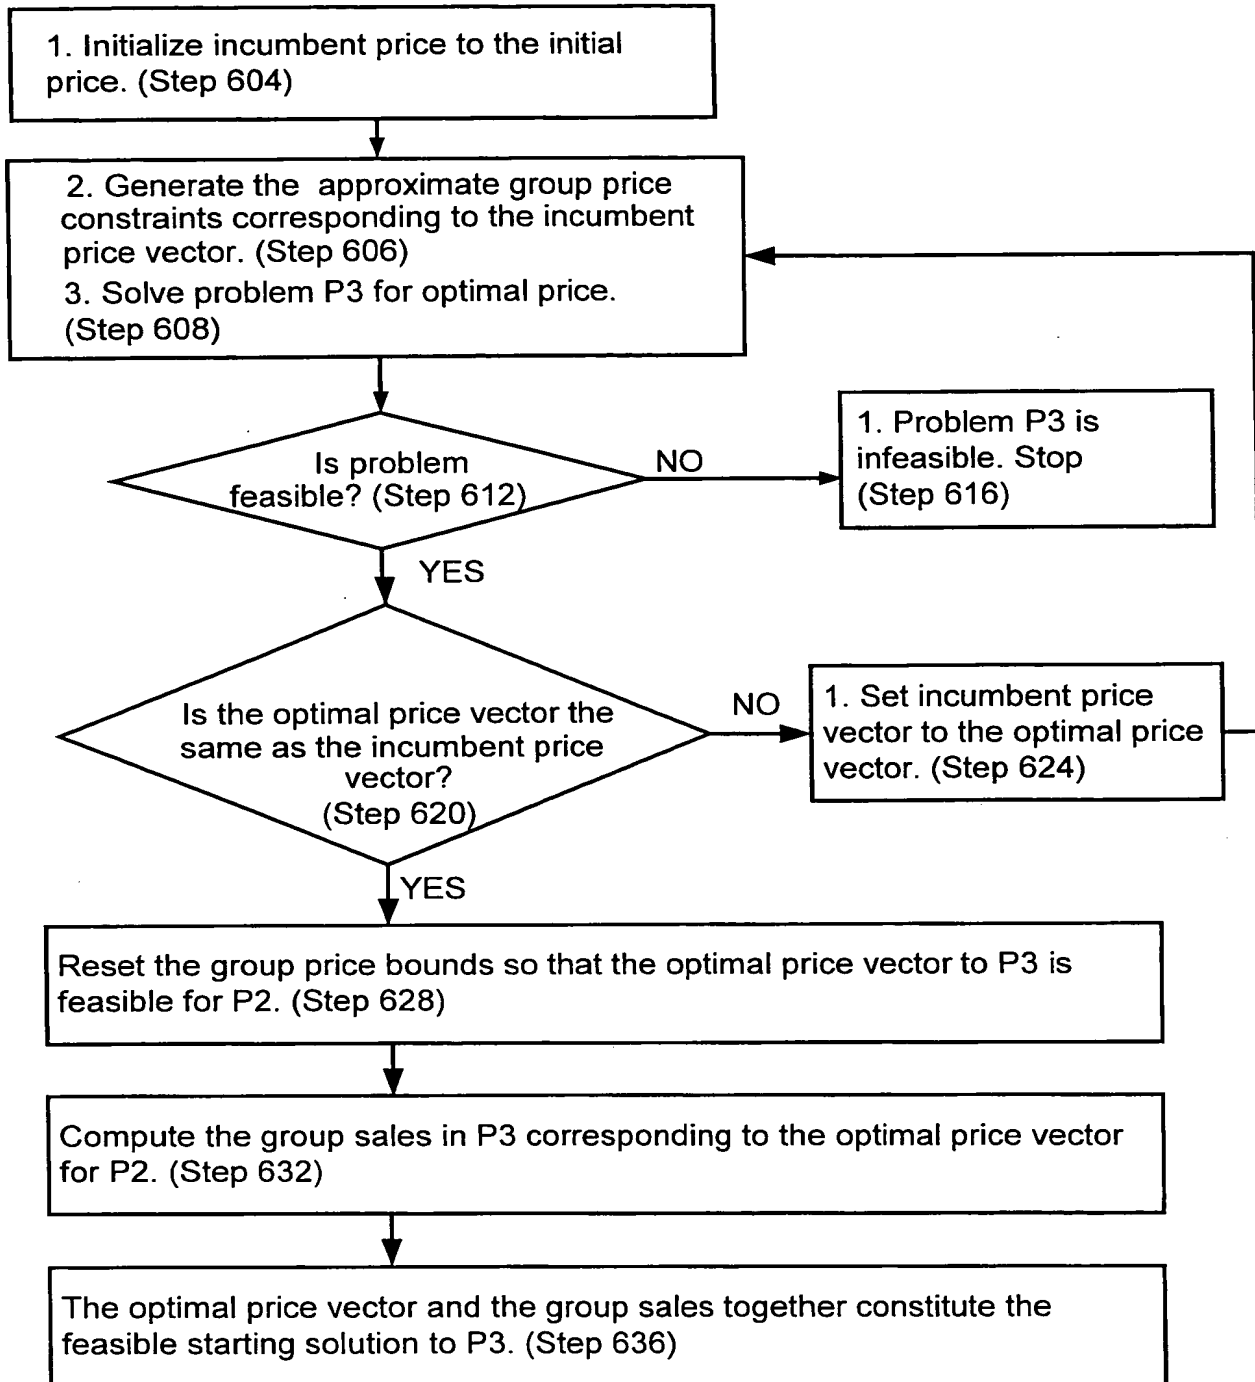 1. Initialize incumbent price to the initial
price. (Step 604)
2. Generate the approximate group price
constraints corresponding to the incumbent
price vector. (Step 606)
3. Solve problem P3 for optimal price.
(Step 608)
Is problem
feasible? (Step 612)
NO
1. Problem P3 is
infeasible. Stop
(Step 616)
YES
Is the optimal price vector the
same as the incumbent price
vector?
(Step 620)
NO
1. Set incumbent price
vector to the optimal price
vector. (Step 624)
YES
Reset the group price bounds so that the optimal price vector to P3 is
feasible for P2. (Step 628)
Compute the group sales in P3 corresponding to the optimal price vector
for P2. (Step 632)
The optimal price vector and the group sales together constitute the
feasible starting solution to P3. (Step 636)